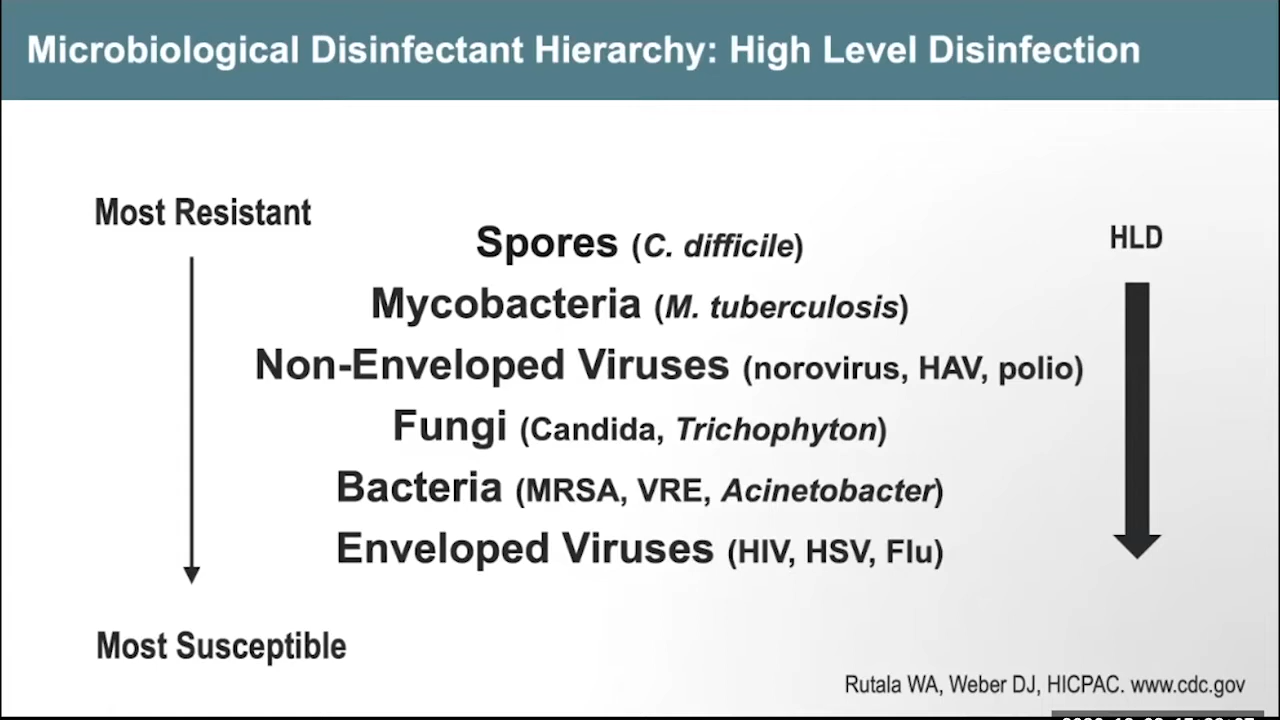 Microbiological Disinfectant Hierarchy: High Level Disinfection
Most Resistant
Spores (C. difficile)
HLD
Mycobacteria (M. tuberculosis)
Non-Enveloped Viruses (norovirus, HAV, polio)
Fungi (Candida, Trichophyton)
Bacteria (MRSA, VRE, Acinetobacter)
Enveloped Viruses (HIV, HSV, Flu)
Most Susceptible
Rutala WA, Weber DJ, HICPAC. www.cdc.gov